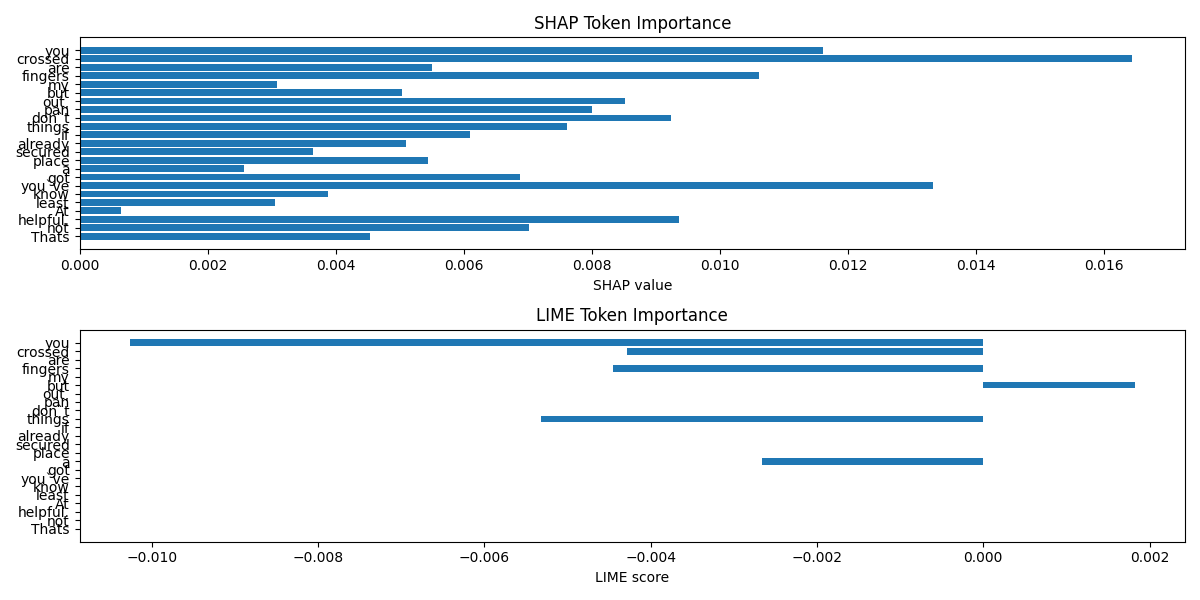 SHAP Token Importance
you
crossed
are
fingers
my
but
out,
pan
don't
things
if
already
secured
place
a
got
you've
know
least
At
helpful.
not
Thats
0.000 0.002 0.004 0.006 0.008 0.010 0.012 0.014 0.016
SHAP value
LIME Token Importance
you
crossed
are
fingers
my
but
out,
pan
don't
things
if
already
secured
place
a
got
you've
know
least
At
helpful.
not
Thats
−0.010 −0.008 −0.006 −0.004 −0.002 0.000 0.002
LIME score